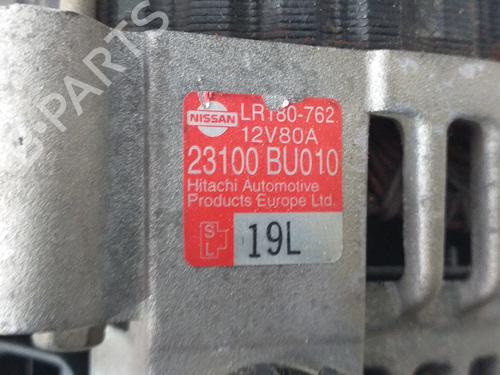 B PARTS
NISSAN
LR180-762
12V80A
23100 BU010
Hitachi Automotive
Products Europe Ltd.
S
L
19L